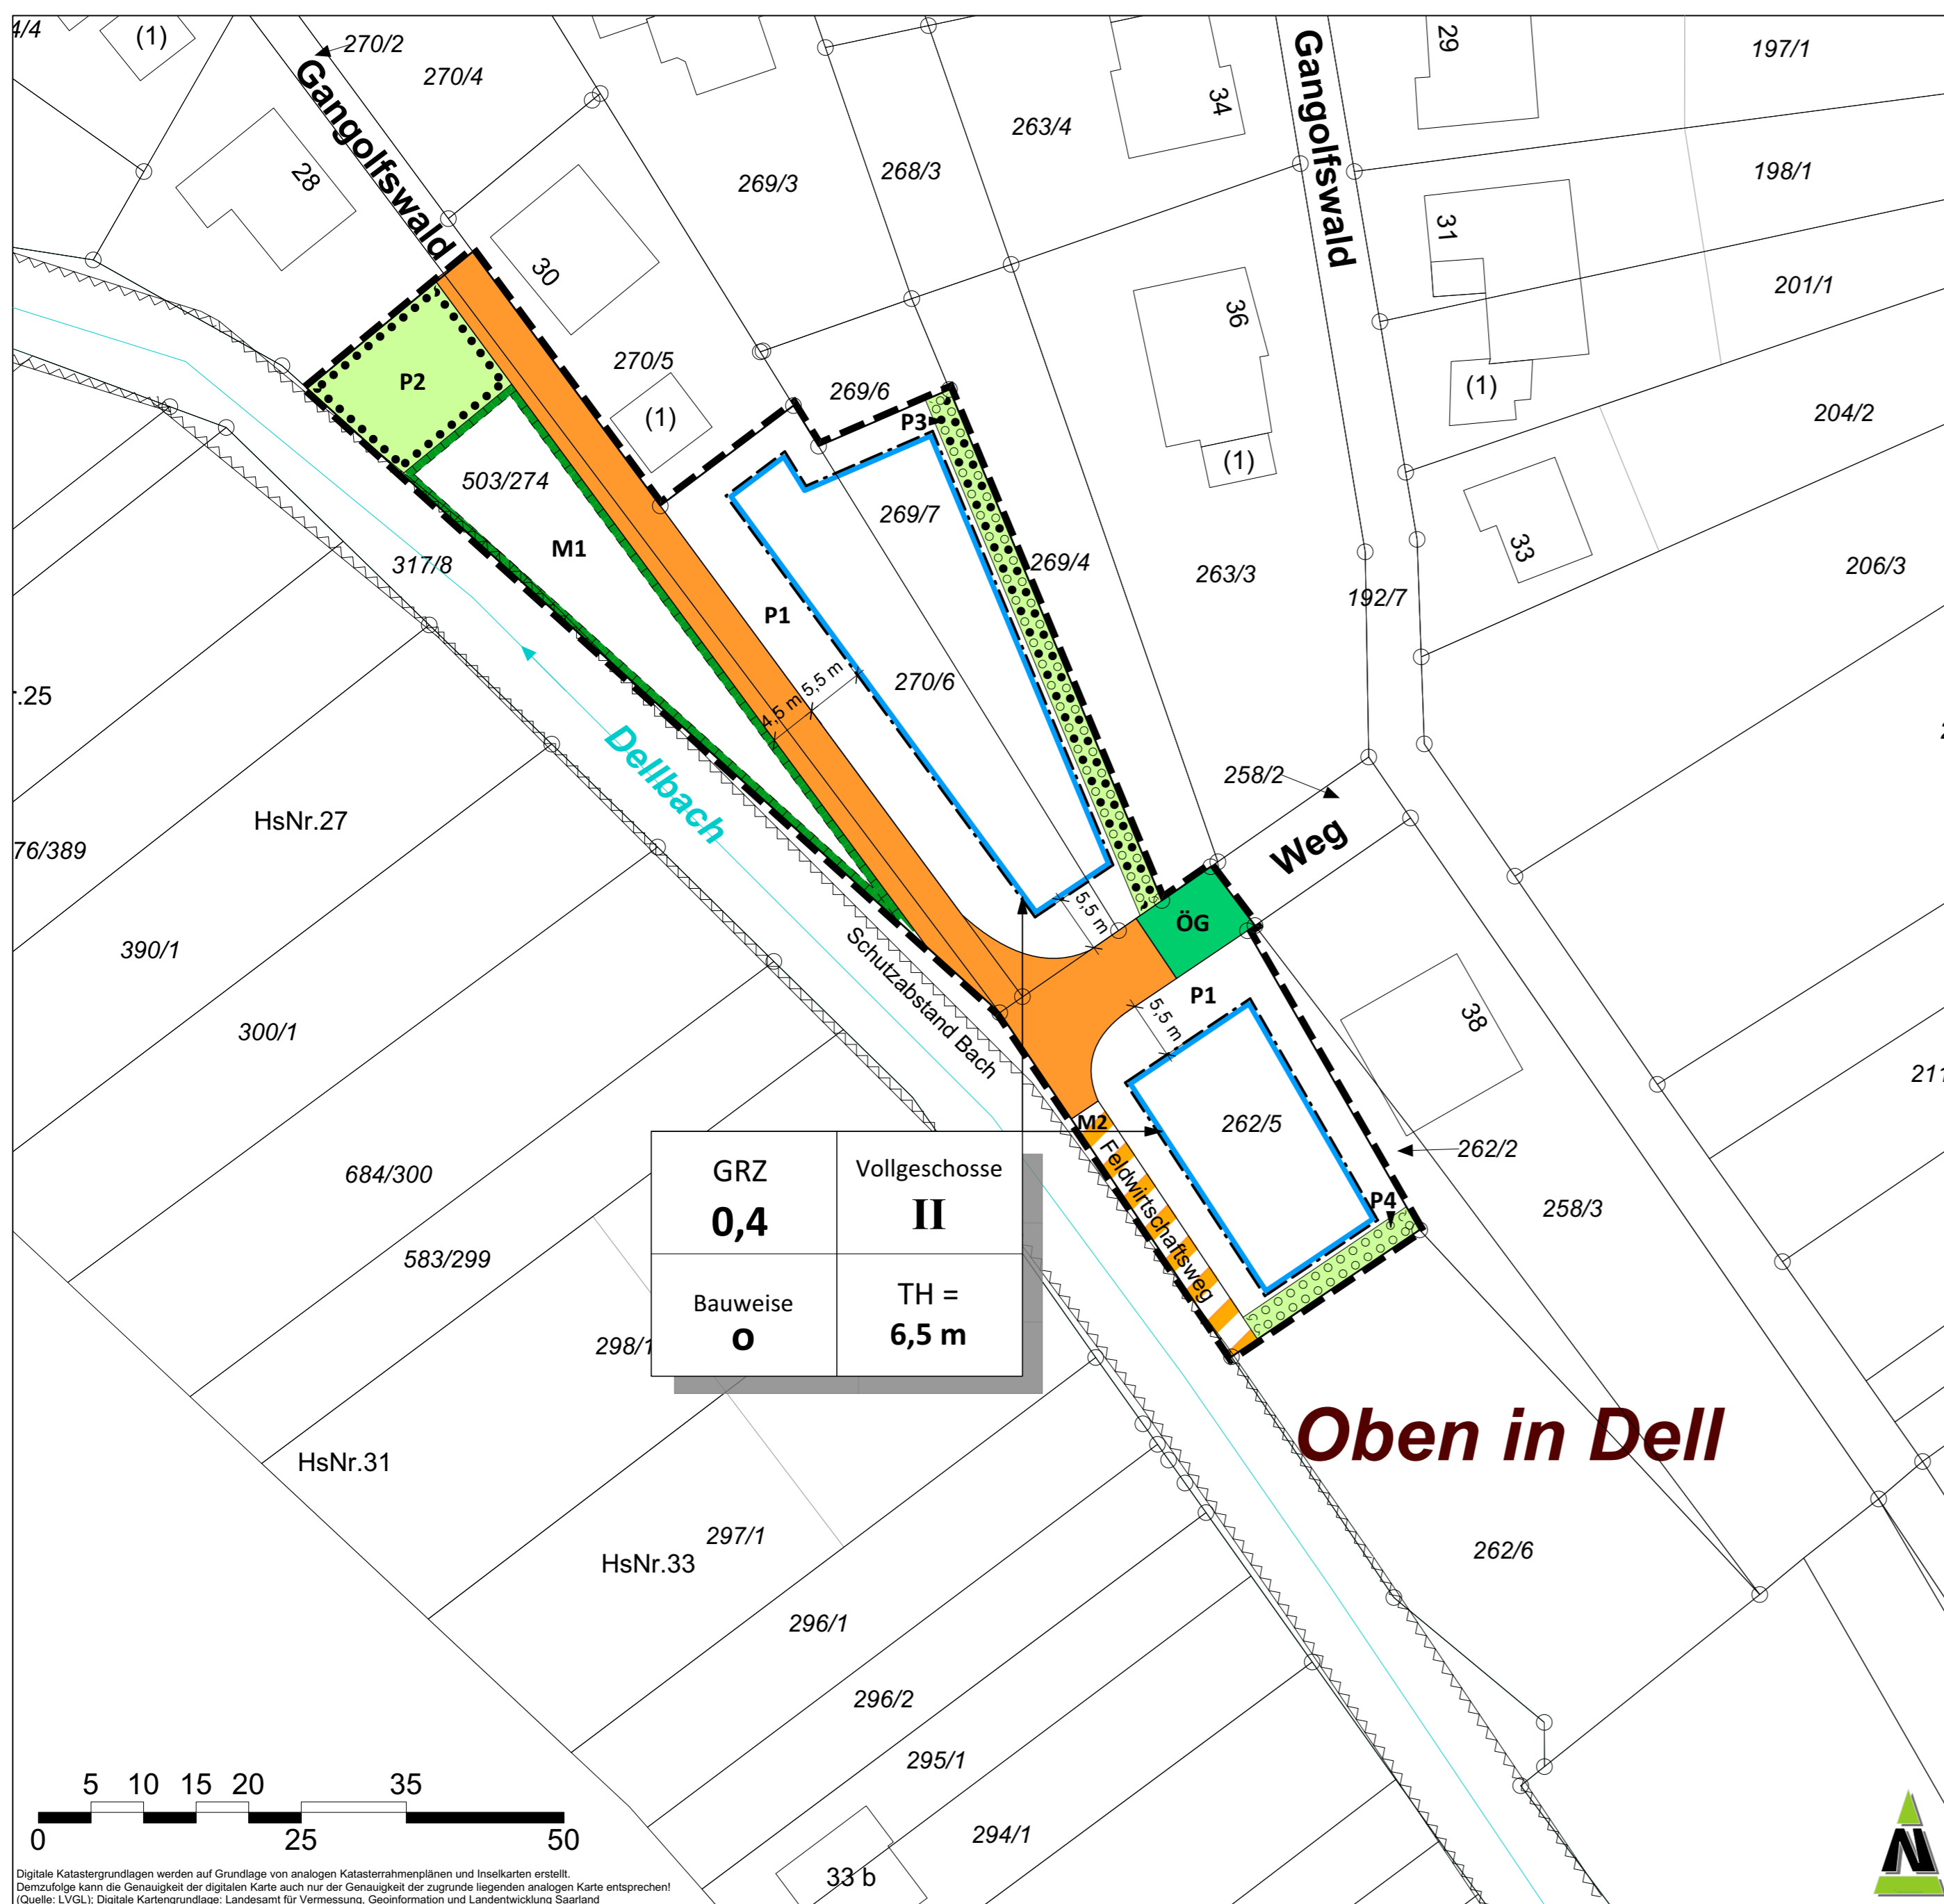 4/4
(1)
270/2
270/4
Gangolfswald
28
30
269/3
268/3
263/4
34
Gangolfswald
29
197/1
198/1
31
201/1
36
(1)
204/2
(1)
33
206/3
270/5
(1)
269/6
P3
P2
503/274
M1
269/7
269/4
263/3
192/7
317/8
P1
270/6
5,5 m
4,5 m
.25
Dellbach
258/2
Weg
HsNr.27
76/389
390/1
300/1
Schutzabstand Bach
5,5 m
ÖG
P1
5,5 m
38
211
262/5
M2
262/2
Feldwirtschaftsweg
P4
258/3
684/300
583/299
298/1
GRZ
0,4
Vollgeschosse
II
Bauweise
o
TH =
6,5 m
Oben in Dell
HsNr.31
297/1
HsNr.33
262/6
296/1
296/2
295/1
294/1
33 b
5 10 15 20 35
0 25 50
N
Digitale Katastergrundlagen werden auf Grundlage von analogen Katasterrahmenplänen und Inselkarten erstellt.
Demzufolge kann die Genauigkeit der digitalen Karte auch nur der Genauigkeit der zugrunde liegenden analogen Karte entsprechen!
(Quelle: LVGL); Digitale Kartengrundlage: Landesamt für Vermessung, Geoinformation und Landentwicklung Saarland